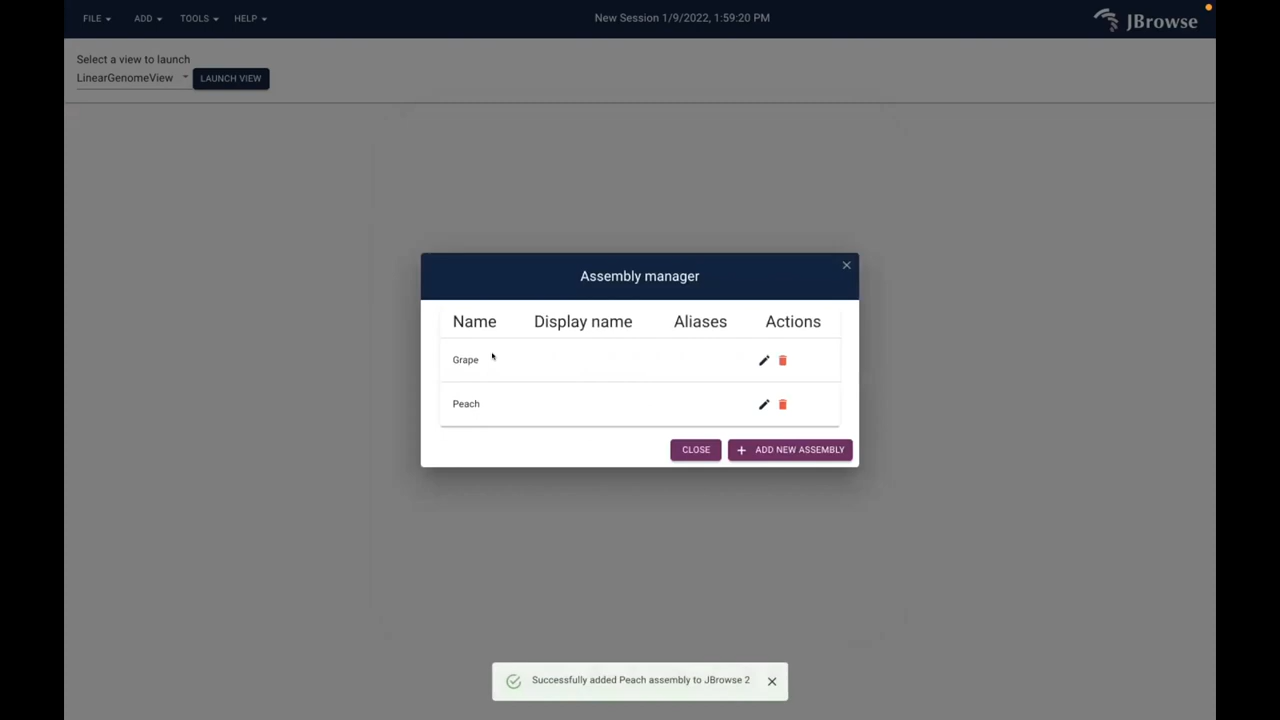 FILE ADD TOOLS HELP
New Session 1/9/2022, 1:59:20 PM
JBrowse
Select a view to launch
LinearGenomeView LAUNCH VIEW
Assembly manager
Name Display name Aliases Actions
Grape
Peach
CLOSE ADD NEW ASSEMBLY
Successfully added Peach assembly to JBrowse 2